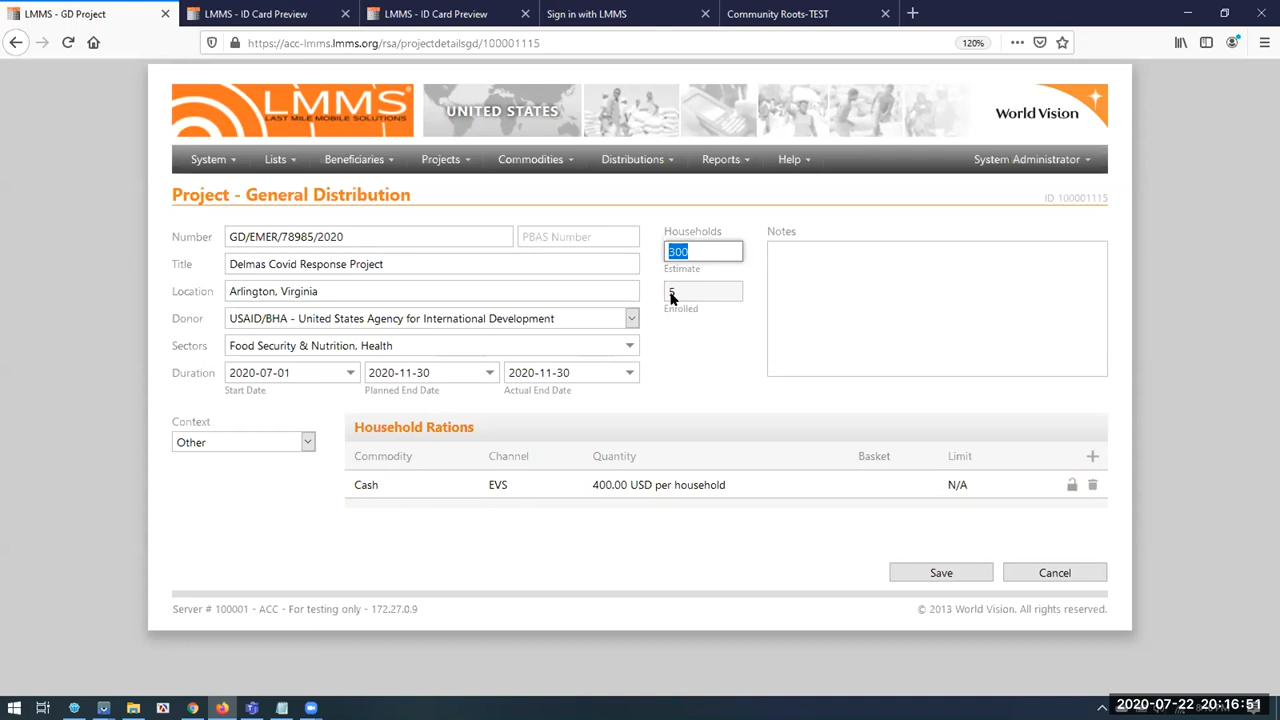 LMMS - GD Project
LMMS - ID Card Preview
LMMS - ID Card Preview
Sign in with LMMS
Community Roots-TEST
https://acc-lmms.lmms.org/rsa/projectdetailsgd/100001115
120%
LMMS
LAST MILE MOBILE SOLUTIONS
UNITED STATES
World Vision
System
Lists
Beneficiaries
Projects
Commodities
Distributions
Reports
Help
System Administrator
Project - General Distribution
ID 100001115
Number
GD/EMER/78985/2020
PBAS Number
Title
Delmas Covid Response Project
Location
Arlington, Virginia
Donor
USAID/BHA - United States Agency for International Development
Sectors
Food Security & Nutrition, Health
Duration
2020-07-01
2020-11-30
2020-11-30
Start Date
Planned End Date
Actual End Date
Households
300
Estimate
5
Enrolled
Notes
Context
Other
Household Rations
Commodity
Channel
Quantity
Basket
Limit
Cash
EVS
400.00 USD per household
N/A
Save
Cancel
Server # 100001 - ACC - For testing only - 172.27.0.9
© 2013 World Vision. All rights reserved.
2020-07-22 20:16:51